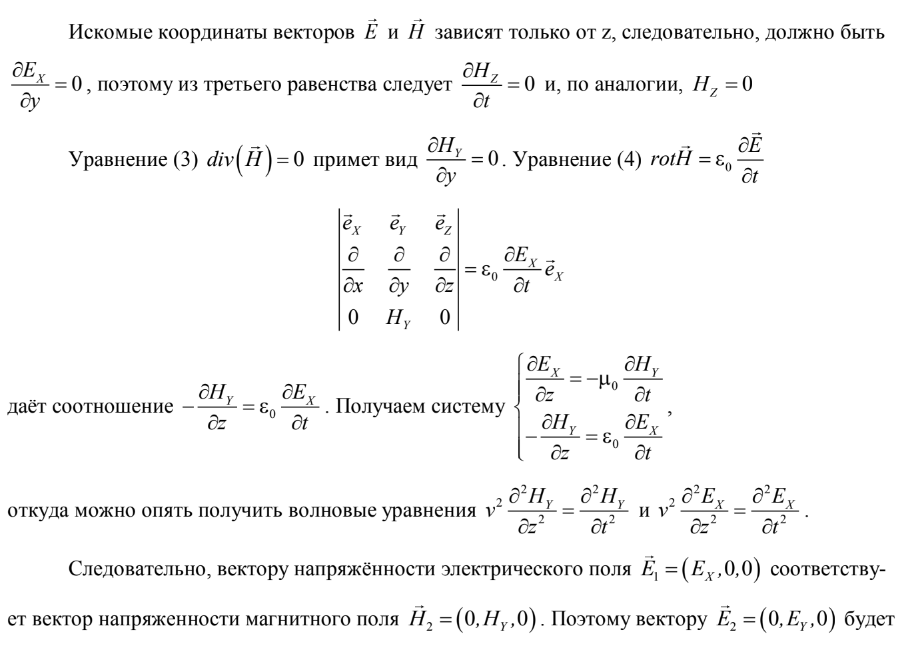 Искомые координаты векторов $\vec{E}$ и $\vec{H}$ зависят только от z, следовательно, должно быть
$\frac{\partial E_X}{\partial y} = 0$, поэтому из третьего равенства следует $\frac{\partial H_Z}{\partial t} = 0$ и, по аналогии, $H_Z = 0$
Уравнение (3) $div(\vec{H}) = 0$ примет вид $\frac{\partial H_Y}{\partial y} = 0$. Уравнение (4) $rot\vec{H} = \varepsilon_0 \frac{\partial \vec{E}}{\partial t}$
$\begin{vmatrix} \vec{e}_X & \vec{e}_Y & \vec{e}_Z \\ \frac{\partial}{\partial x} & \frac{\partial}{\partial y} & \frac{\partial}{\partial z} \\ 0 & H_Y & 0 \end{vmatrix} = \varepsilon_0 \frac{\partial E_X}{\partial t} \vec{e}_X$
даёт соотношение $-\frac{\partial H_Y}{\partial z} = \varepsilon_0 \frac{\partial E_X}{\partial t}$. Получаем систему $\begin{cases} \frac{\partial E_X}{\partial z} = -\mu_0 \frac{\partial H_Y}{\partial t} \\ -\frac{\partial H_Y}{\partial z} = \varepsilon_0 \frac{\partial E_X}{\partial t} \end{cases}$,
откуда можно опять получить волновые уравнения $v^2 \frac{\partial^2 H_Y}{\partial z^2} = \frac{\partial^2 H_Y}{\partial t^2}$ и $v^2 \frac{\partial^2 E_X}{\partial z^2} = \frac{\partial^2 E_X}{\partial t^2}$.
Следовательно, вектору напряжённости электрического поля $\vec{E}_1 = (E_X, 0, 0)$ соответству-
ет вектор напряженности магнитного поля $\vec{H}_2 = (0, H_Y, 0)$. Поэтому вектору $\vec{E}_2 = (0, E_Y, 0)$ будет